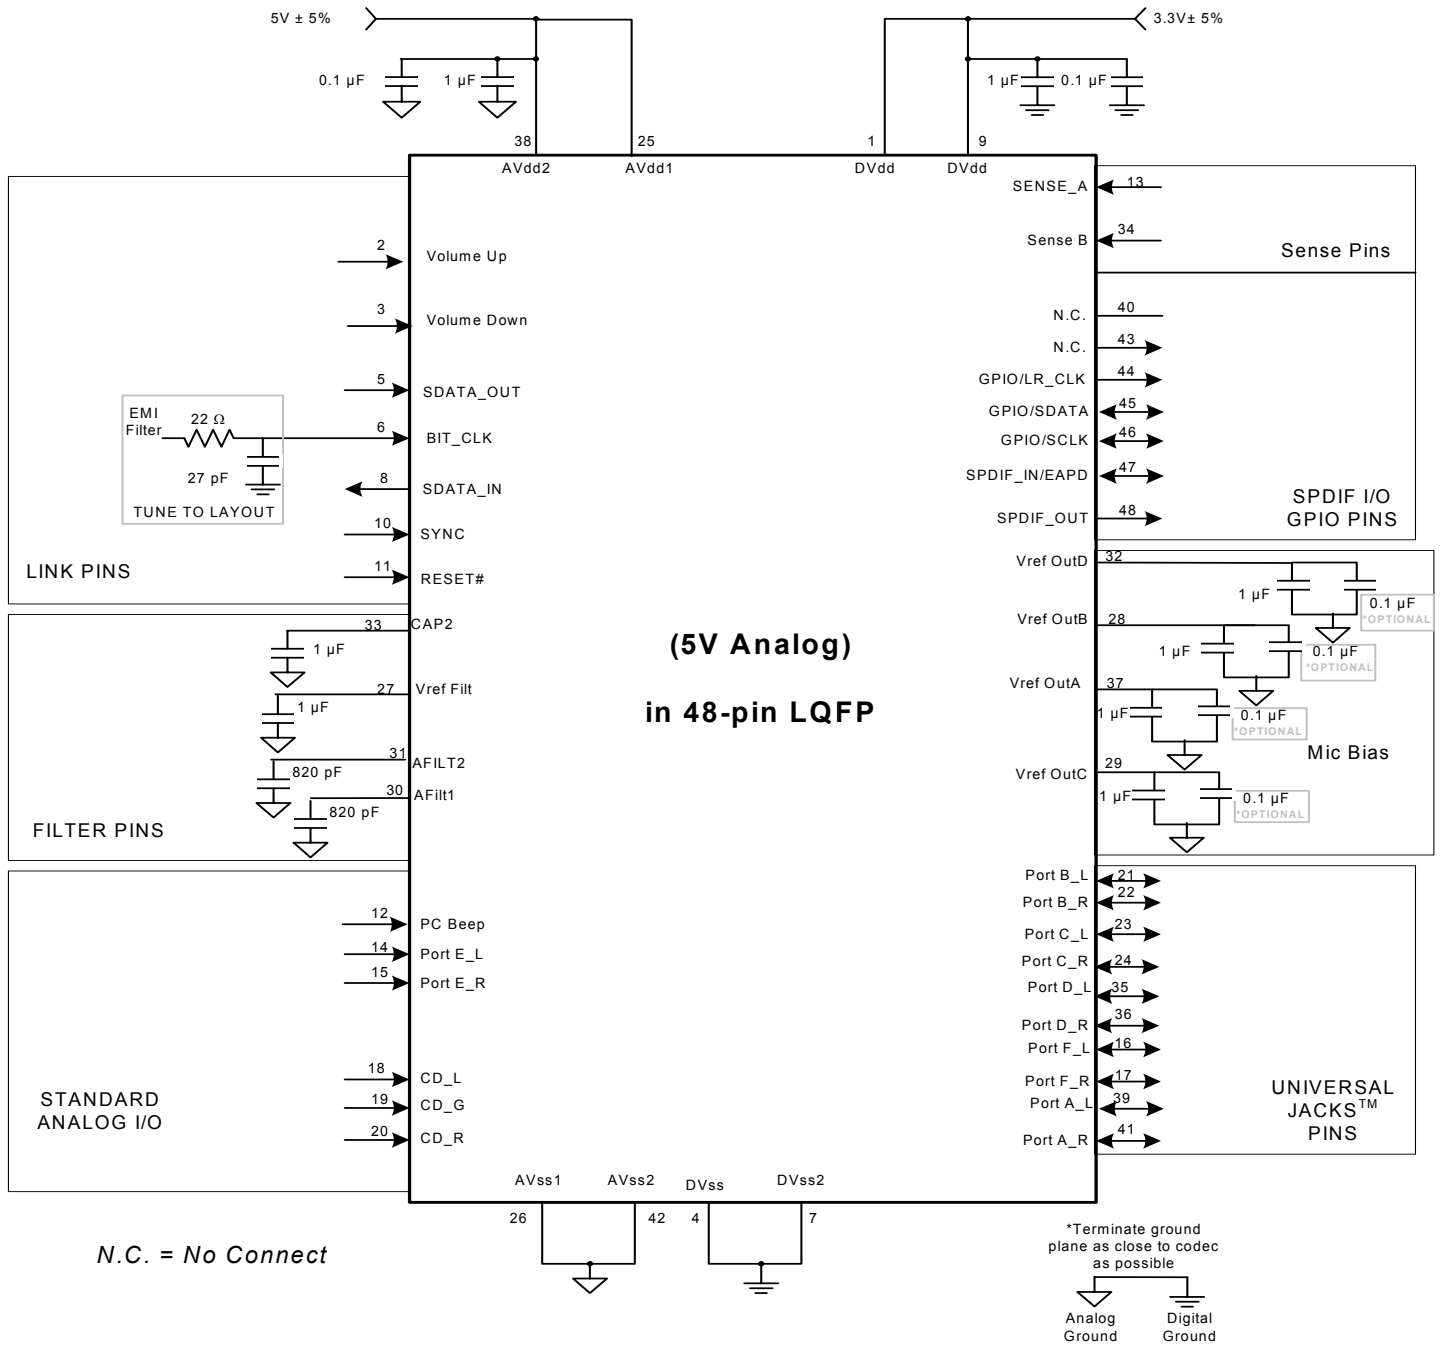 5V ± 5%
3.3V± 5%
0.1 µF
1 µF
1 µF
0.1 µF
38
25
1
9
AVdd2
AVdd1
DVdd
DVdd
2
Volume Up
3
Volume Down
5
SDATA_OUT
EMI
Filter
22 Ω
27 pF
TUNE TO LAYOUT
6
BIT_CLK
8
SDATA_IN
10
SYNC
11
RESET#
LINK PINS
33
CAP2
1 µF
27
Vref Filt
1 µF
31
AFILT2
820 pF
30
AFilt1
820 pF
FILTER PINS
12
PC Beep
14
Port E_L
15
Port E_R
18
CD_L
19
CD_G
20
CD_R
STANDARD
ANALOG I/O
(5V Analog)
in 48-pin LQFP
SENSE_A
13
Sense B
34
Sense Pins
N.C.
40
N.C.
43
GPIO/LR_CLK
44
GPIO/SDATA
45
GPIO/SCLK
46
SPDIF_IN/EAPD
47
SPDIF_OUT
48
SPDIF I/O
GPIO PINS
Vref OutD
32
1 µF
0.1 µF
*OPTIONAL
Vref OutB
28
1 µF
0.1 µF
*OPTIONAL
Vref OutA
37
1 µF
0.1 µF
*OPTIONAL
Mic Bias
Vref OutC
29
1 µF
0.1 µF
*OPTIONAL
Port B_L
21
Port B_R
22
Port C_L
23
Port C_R
24
Port D_L
35
Port D_R
36
Port F_L
16
Port F_R
17
Port A_L
39
Port A_R
41
UNIVERSAL
JACKS™
PINS
AVss1
AVss2
DVss
DVss2
26
42
4
7
N.C. = No Connect
*Terminate ground
plane as close to codec
as possible
Analog
Ground
Digital
Ground